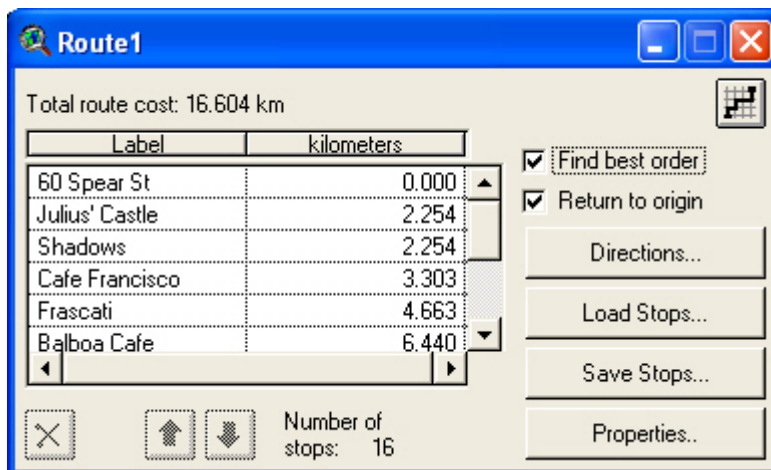 Route1
Total route cost: 16.604 km
Label kilometers
60 Spear St 0.000
Julius' Castle 2.254
Shadows 2.254
Cafe Francisco 3.303
Frascati 4.663
Balboa Cafe 6.440
Find best order
Return to origin
Directions...
Load Stops...
Save Stops...
Properties..
Number of
stops: 16